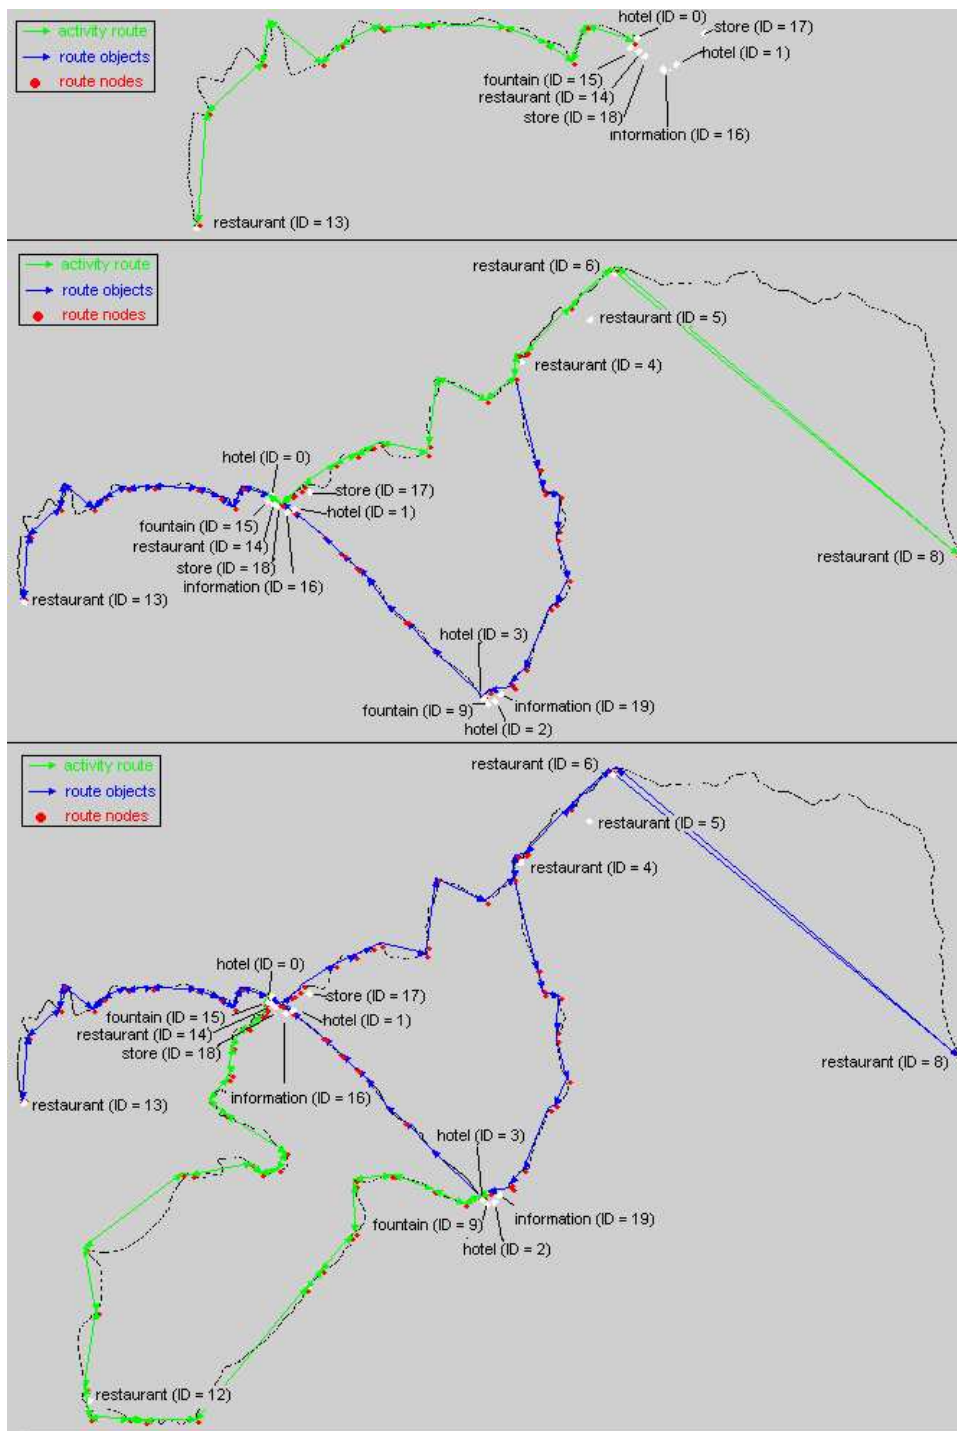 hotel (ID = 0)
activity route
store (ID = 17)
route objects
hotel (ID = 1)
route nodes
fountain (ID = 15)
restaurant (ID = 14)
store (ID = 18)
information (ID = 16)
restaurant (ID = 13)
activity route
restaurant (ID = 6)
route objects
route nodes
restaurant (ID = 5)
restaurant (ID = 4)
hotel (ID = 0)
store (ID = 17)
hotel (ID = 1)
fountain (ID = 15)
restaurant (ID = 14)
restaurant (ID = 8)
store (ID = 18)
information (ID = 16)
restaurant (ID = 13)
hotel (ID = 3)
information (ID = 19)
fountain (ID = 9)
hotel (ID = 2)
activity route
restaurant (ID = 6)
route objects
route nodes
restaurant (ID = 5)
restaurant (ID = 4)
hotel (ID = 0)
store (ID = 17)
fountain (ID = 15)
hotel (ID = 1)
restaurant (ID = 14)
store (ID = 18)
restaurant (ID = 8)
information (ID = 16)
restaurant (ID = 13)
hotel (ID = 3)
information (ID = 19)
fountain (ID = 9)
hotel (ID = 2)
restaurant (ID = 12)